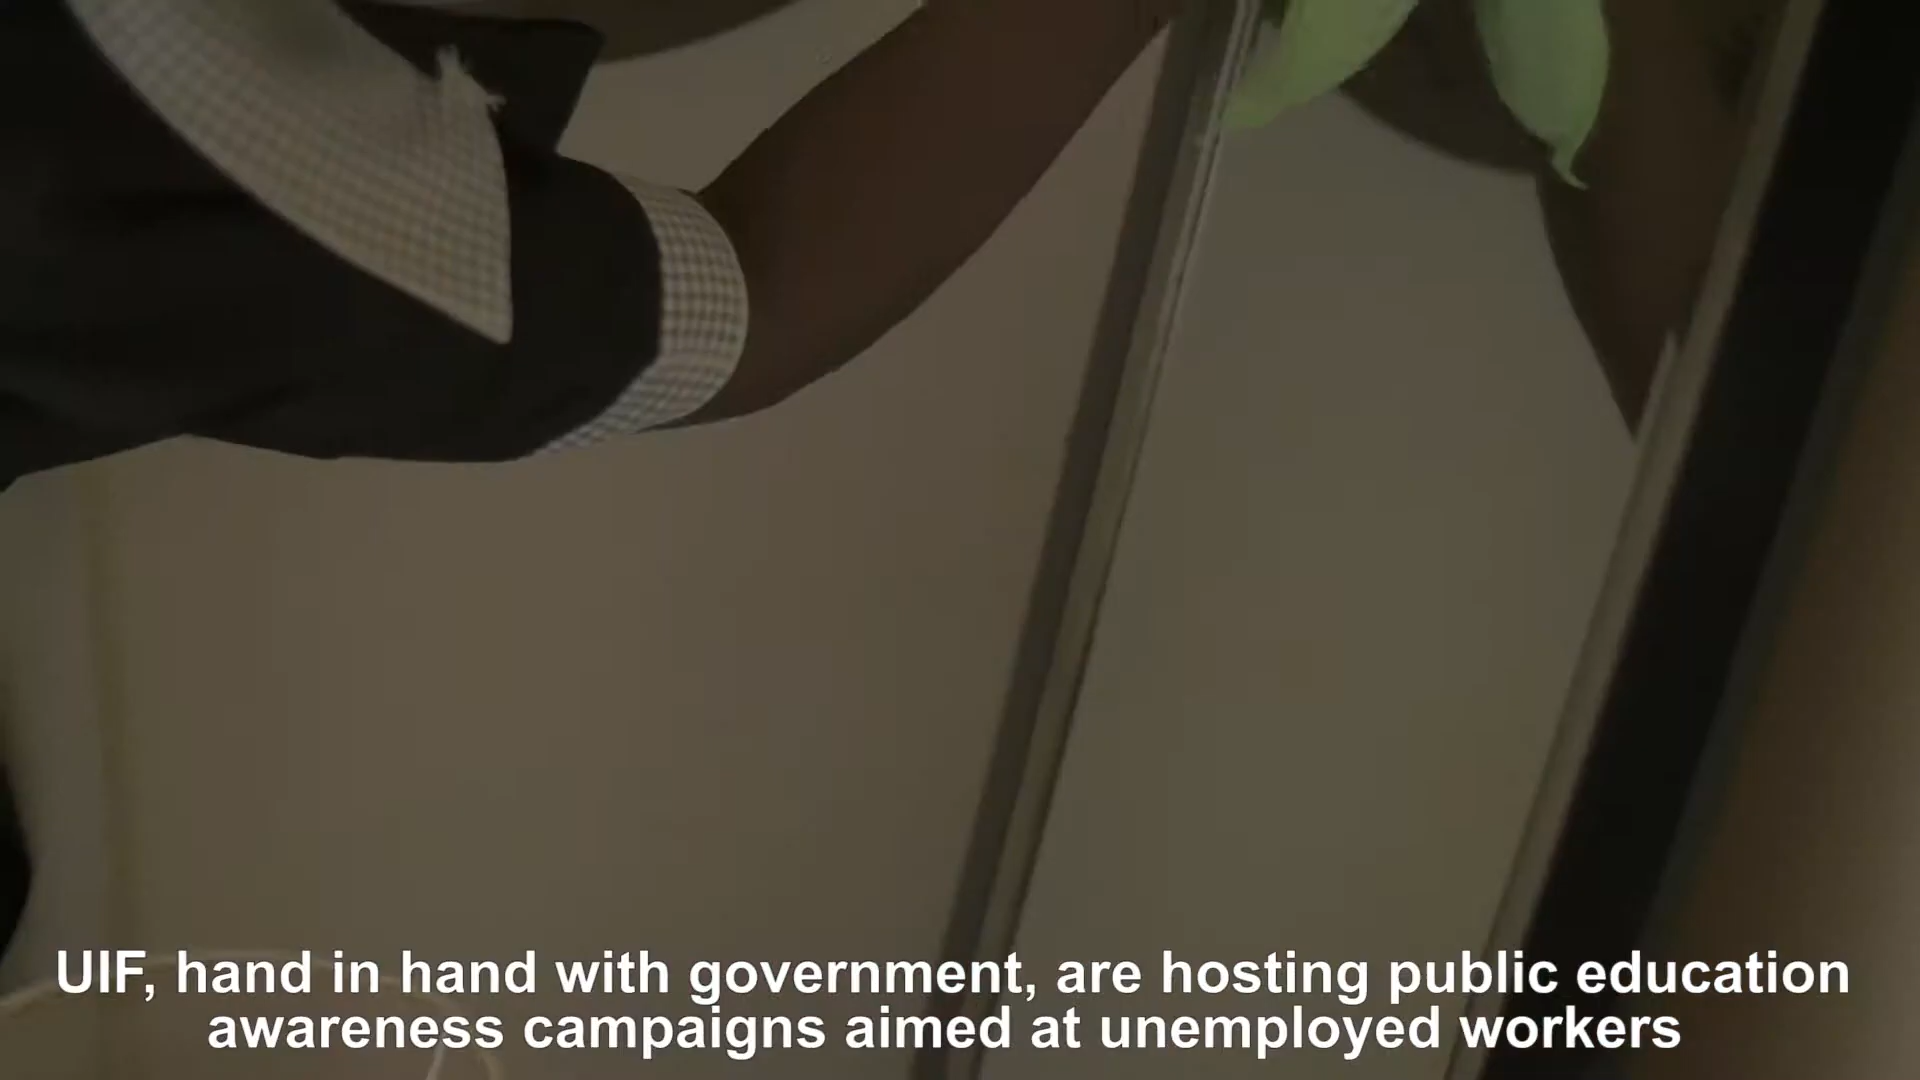 UIF, hand in hand with government, are hosting public education
awareness campaigns aimed at unemployed workers